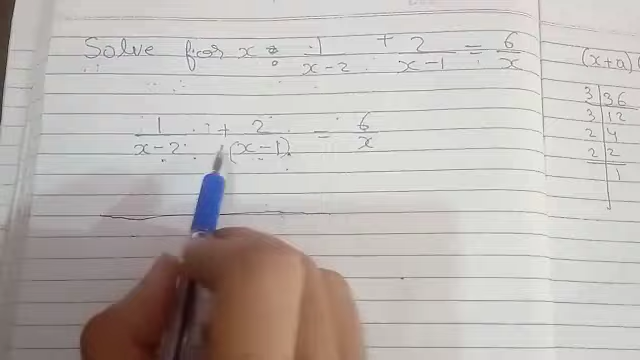 Solve for x : 1/(x-2) + 2/(x-1) = 6/x
1/(x-2) + 2/(x-1) = 6/x
(x+a)(
3 | 36
3 | 12
2 | 4
2 | 2
| 1